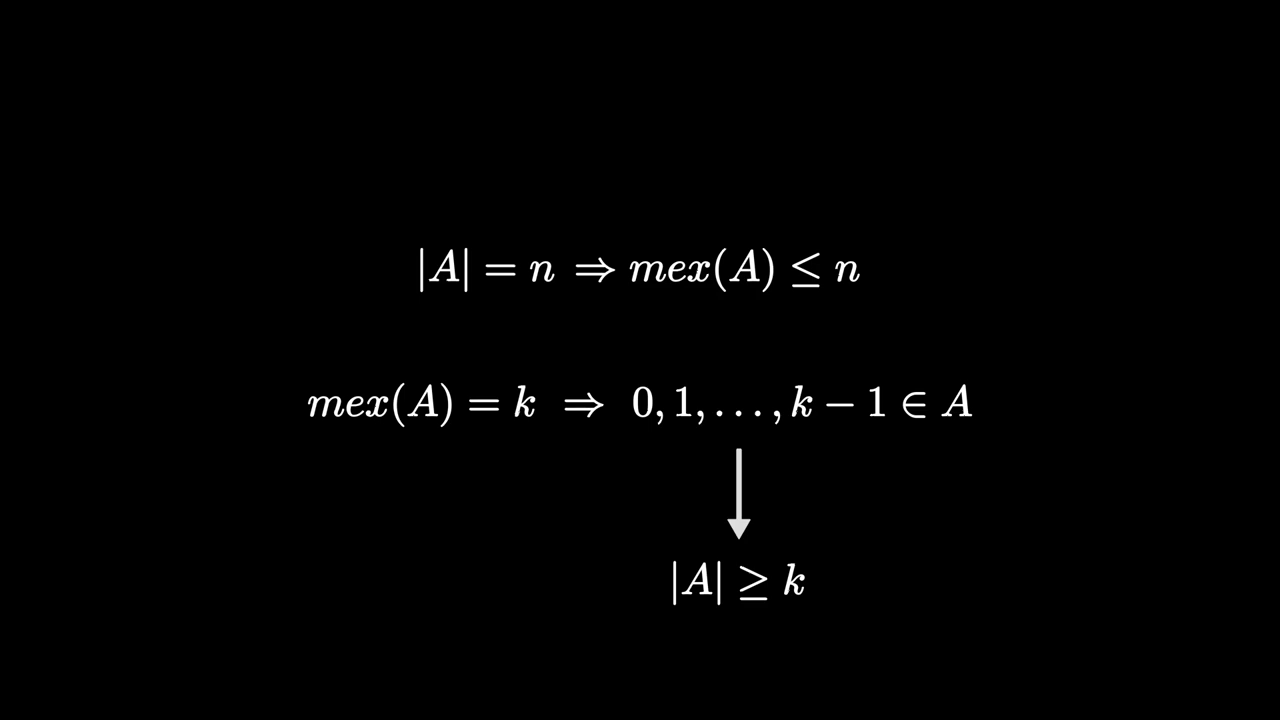 |A| = n ⇒ mex(A) ≤ n
mex(A) = k ⇒ 0, 1, . . . , k − 1 ∈ A
|A| ≥ k